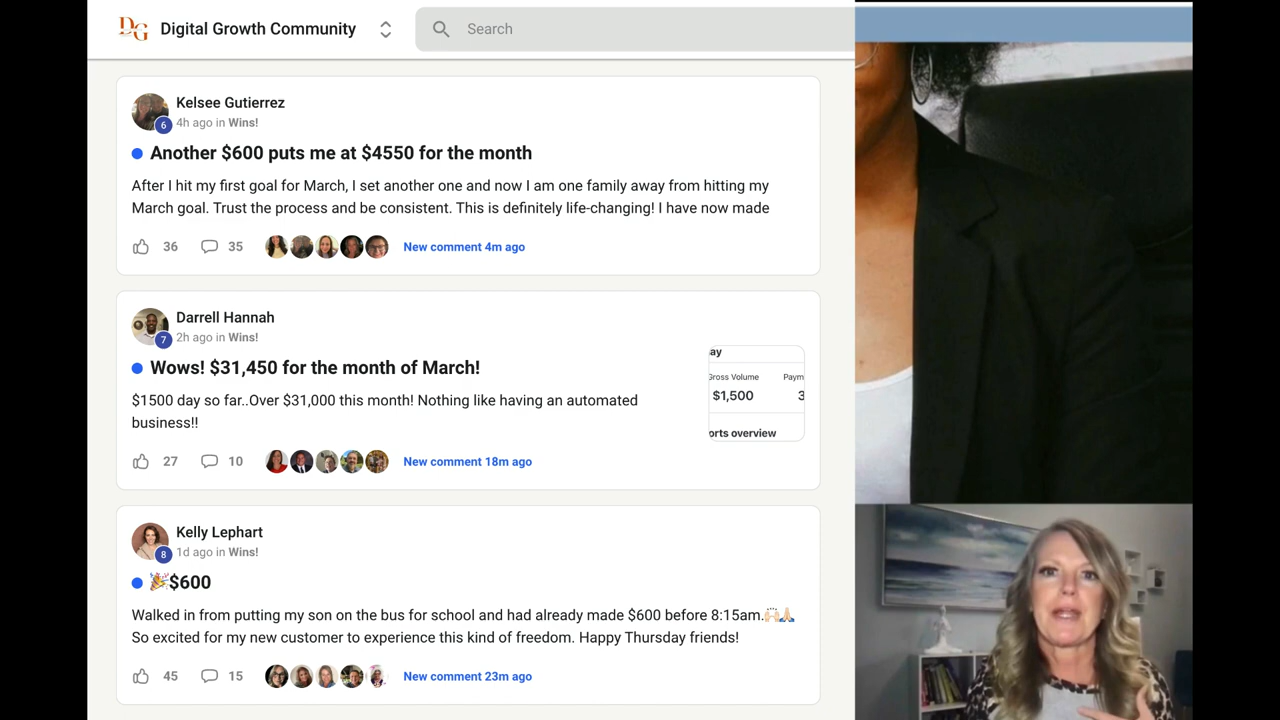 DG Digital Growth Community
Search
Kelsee Gutierrez
6
4h ago in Wins!
Another $600 puts me at $4550 for the month
After I hit my first goal for March, I set another one and now I am one family away from hitting my
March goal. Trust the process and be consistent. This is definitely life-changing! I have now made
36 35 New comment 4m ago
Darrell Hannah
7
2h ago in Wins!
Wows! $31,450 for the month of March!
$1500 day so far..Over $31,000 this month! Nothing like having an automated
business!!
ay
Gross Volume Paym
$1,500 3
orts overview
27 10 New comment 18m ago
Kelly Lephart
8
1d ago in Wins!
🎉$600
Walked in from putting my son on the bus for school and had already made $600 before 8:15am.🙌🏻🙏🏻
So excited for my new customer to experience this kind of freedom. Happy Thursday friends!
45 15 New comment 23m ago